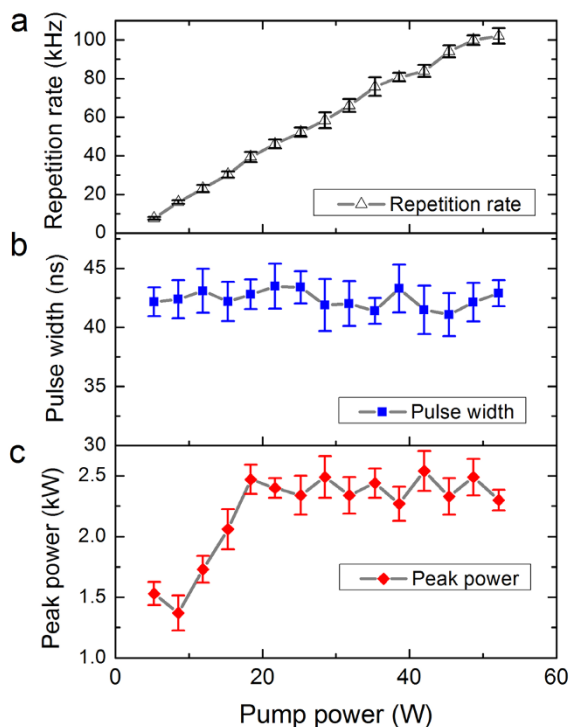 a
Repetition rate (kHz)
100
80
60
40
20
0
Repetition rate
b
Pulse width (ns)
45
40
35
30
Pulse width
c
Peak power (kW)
2.5
2.0
1.5
1.0
Peak power
0 20 40 60
Pump power (W)